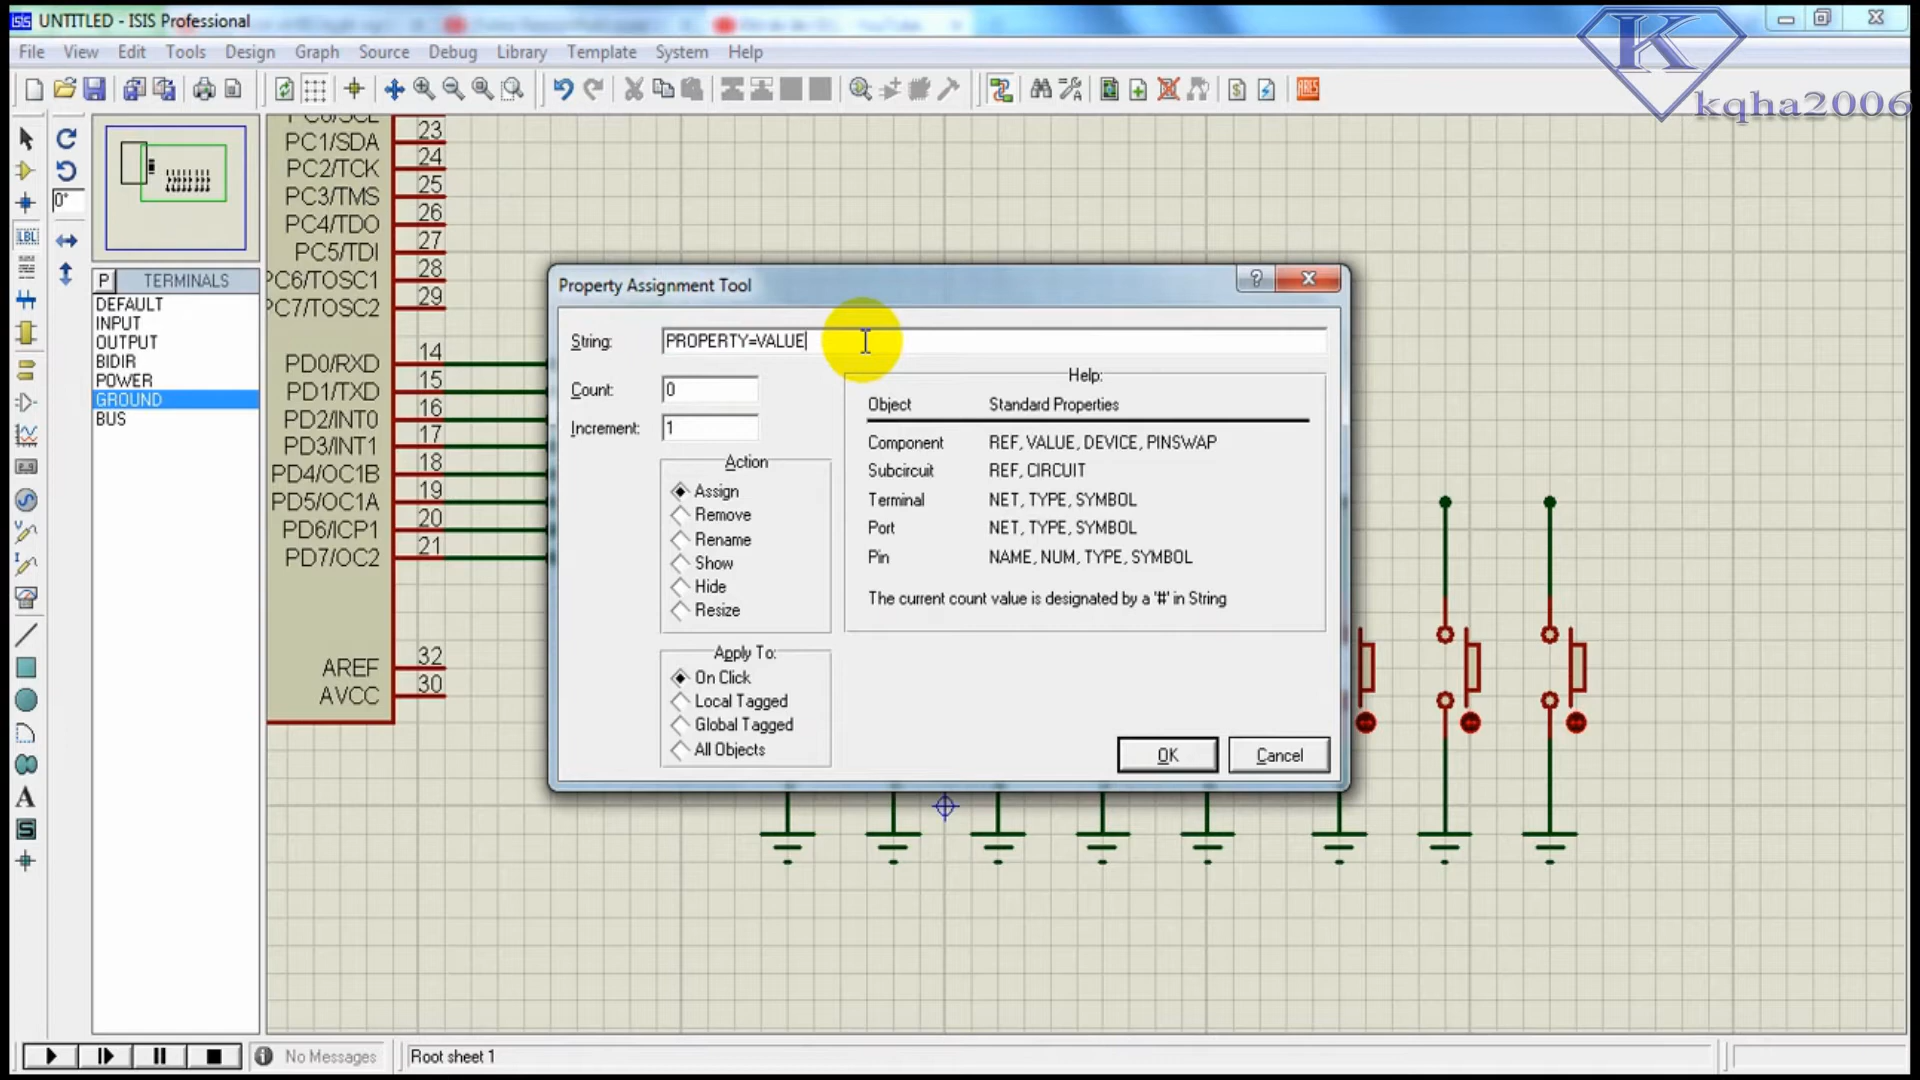 UNTITLED - ISIS Professional
File View Edit Tools Design Graph Source Debug Library Template System Help
K
kqha2006
ARES
0°
LBL
P TERMINALS
DEFAULT
INPUT
OUTPUT
BIDIR
POWER
GROUND
BUS
PC1/SDA
PC2/TCK
PC3/TMS
PC4/TDO
PC5/TDI
PC6/TOSC1
PC7/TOSC2
PD0/RXD
PD1/TXD
PD2/INT0
PD3/INT1
PD4/OC1B
PD5/OC1A
PD6/ICP1
PD7/OC2
AREF
AVCC
23
24
25
26
27
28
29
14
15
16
17
18
19
20
21
32
30
Property Assignment Tool
String: PROPERTY=VALUE
Count: 0
Increment: 1
Action
Assign
Remove
Rename
Show
Hide
Resize
Apply To:
On Click
Local Tagged
Global Tagged
All Objects
Help:
Object Standard Properties
Component REF, VALUE, DEVICE, PINSWAP
Subcircuit REF, CIRCUIT
Terminal NET, TYPE, SYMBOL
Port NET, TYPE, SYMBOL
Pin NAME, NUM, TYPE, SYMBOL
The current count value is designated by a '#' in String
OK Cancel
No Messages
Root sheet 1